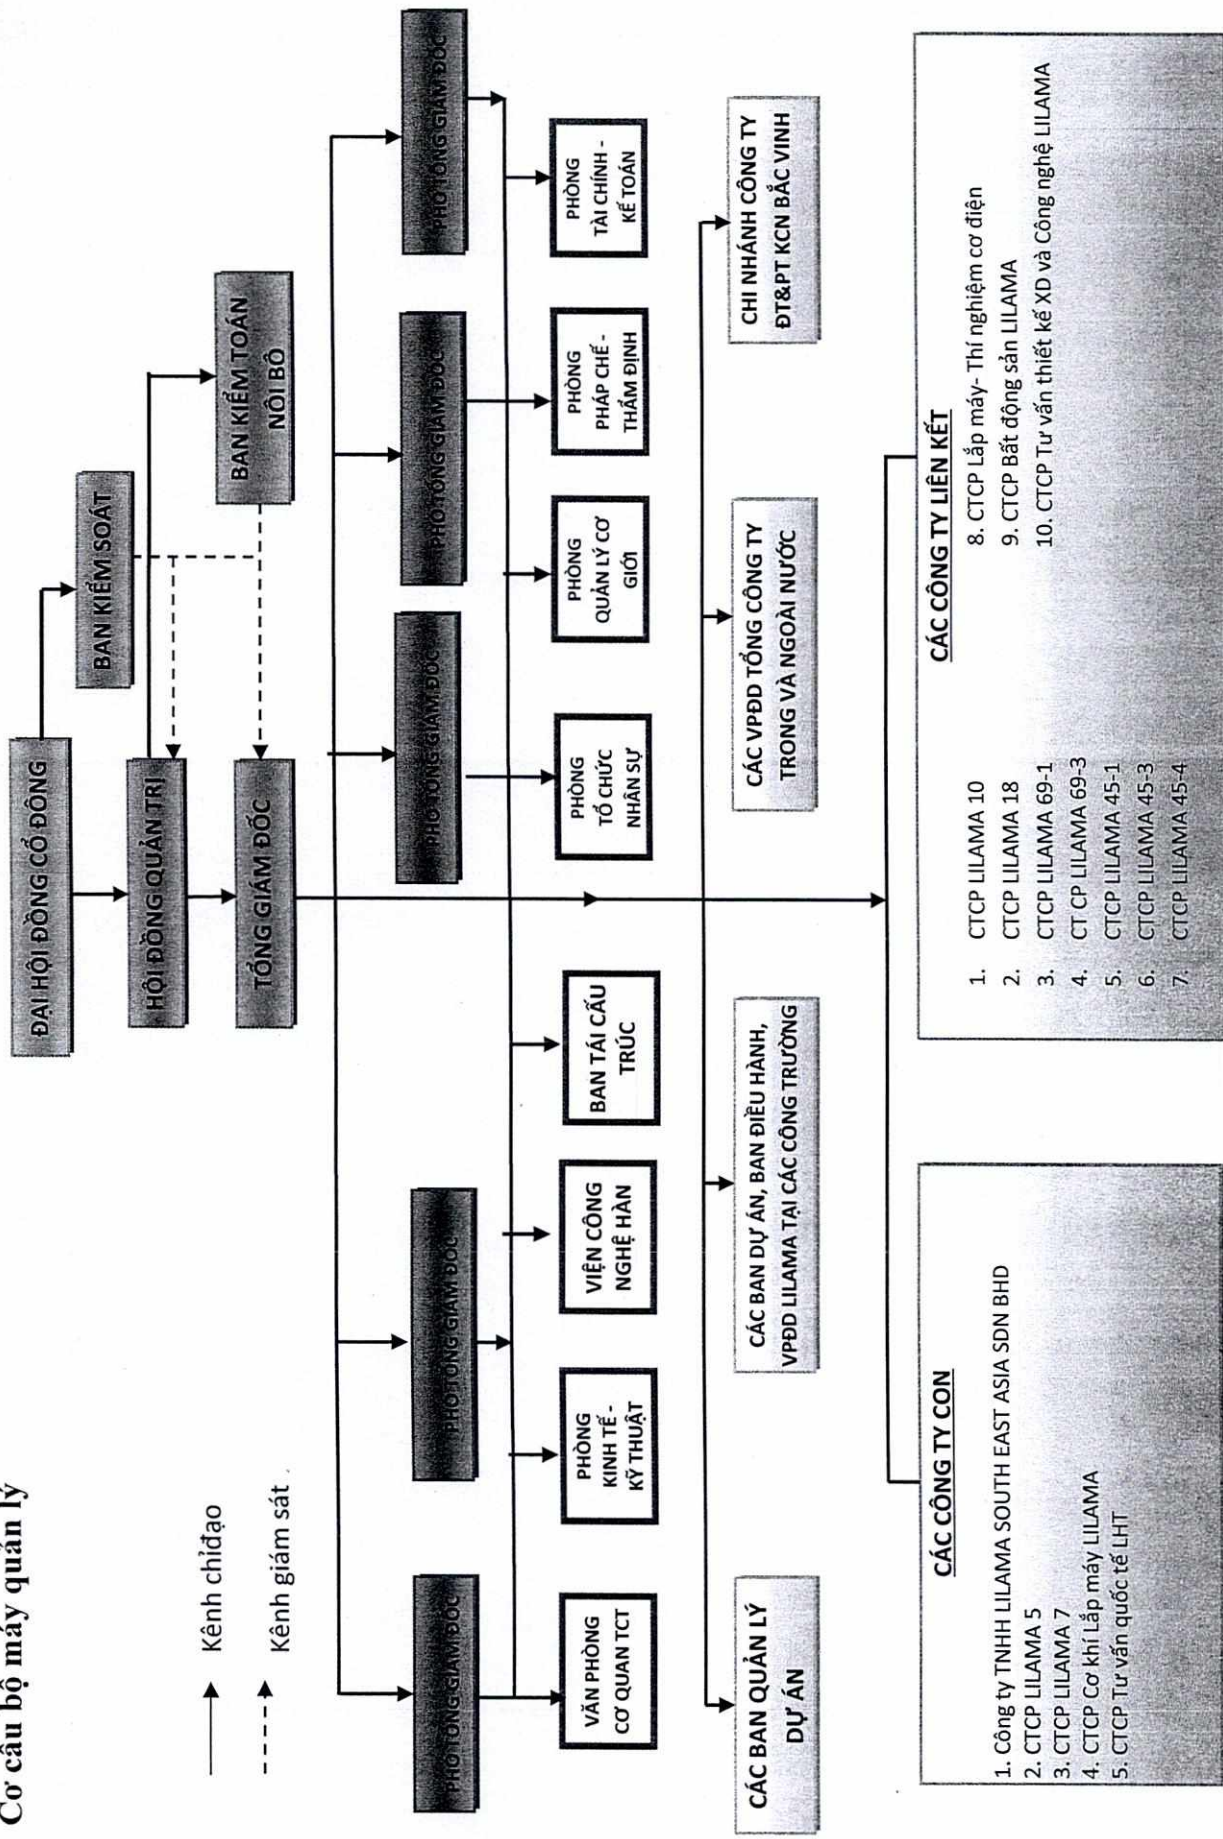 Cơ cấu bộ máy quản lý
Kênh chỉđạo
Kênh giám sát
ĐẠI HỘI ĐỒNG CỔ ĐÔNG
BAN KIỂM SOÁT
HỘI ĐỒNG QUẢN TRỊ
BAN KIỂM TOÁN
NỘI BỘ
TỔNG GIÁM ĐỐC
PHÓ TỔNG GIÁM ĐỐC
PHÓ TỔNG GIÁM ĐỐC
PHÓ TỔNG GIÁM ĐỐC
PHÓ TỔNG GIÁM ĐỐC
PHÓ TỔNG GIÁM ĐỐC
VĂN PHÒNG
CƠ QUAN TCT
PHÒNG
KINH TẾ -
KỸ THUẬT
VIỆN CÔNG
NGHỆ HÀN
BAN TÁI CẤU
TRÚC
PHÒNG
TỔ CHỨC
NHÂN SỰ
PHÒNG
QUẢN LÝ CƠ
GIỚI
PHÒNG
PHÁP CHẾ -
THẨM ĐỊNH
PHÒNG
TÀI CHÍNH -
KẾ TOÁN
CÁC BAN QUẢN LÝ
DỰ ÁN
CÁC BAN DỰ ÁN, BAN ĐIỀU HÀNH,
VPĐD LILAMA TẠI CÁC CÔNG TRƯỜNG
CÁC VPĐD TỔNG CÔNG TY
TRONG VÀ NGOÀI NƯỚC
CHI NHÁNH CÔNG TY
ĐT&PT KCN BẮC VINH
CÁC CÔNG TY CON
1. Công ty TNHH LILAMA SOUTH EAST ASIA SDN BHD
2. CTCP LILAMA 5
3. CTCP LILAMA 7
4. CTCP Cơ khí Lắp máy LILAMA
5. CTCP Tư vấn quốc tế LHT
CÁC CÔNG TY LIÊN KẾT
1. CTCP LILAMA 10
2. CTCP LILAMA 18
3. CTCP LILAMA 69-1
4. CT CP LILAMA 69-3
5. CTCP LILAMA 45-1
6. CTCP LILAMA 45-3
7. CTCP LILAMA 45-4
8. CTCP Lắp máy- Thí nghiệm cơ điện
9. CTCP Bất động sản LILAMA
10. CTCP Tư vấn thiết kế XD và Công nghệ LILAMA